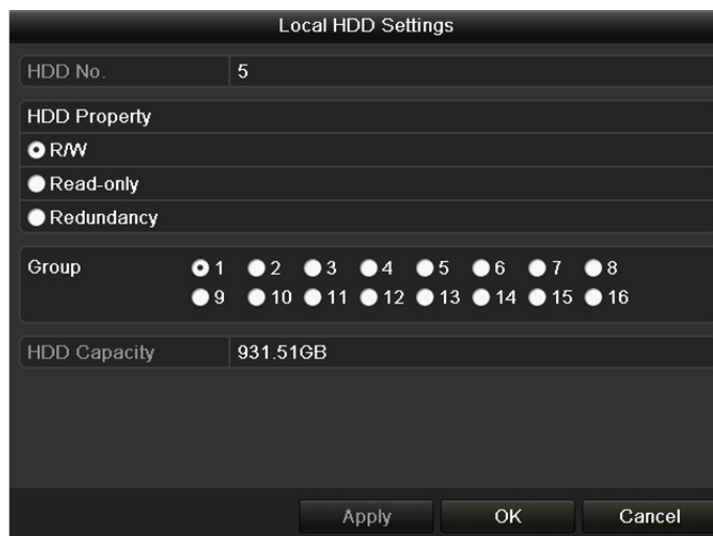 Local HDD Settings
HDD No. 5
HDD Property
R/W
Read-only
Redundancy
Group 1 2 3 4 5 6 7 8
9 10 11 12 13 14 15 16
HDD Capacity 931.51GB
Apply OK Cancel